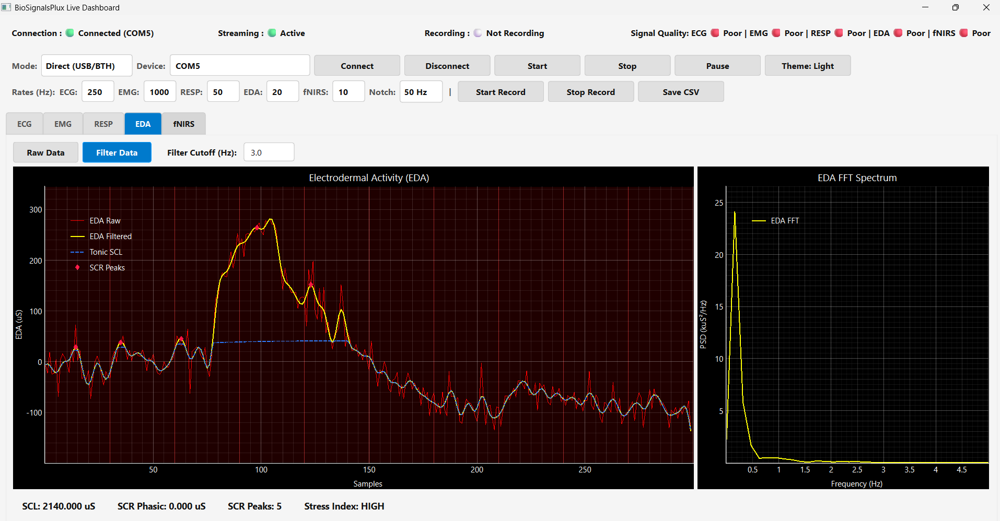 BioSignalsPlux Live Dashboard
Connection : Connected (COM5) Streaming : Active Recording : Not Recording Signal Quality: ECG Poor | EMG Poor | RESP Poor | EDA Poor | fNIRS Poor
Mode: Direct (USB/BTH) Device: COM5 Connect Disconnect Start Stop Pause Theme: Light
Rates (Hz): ECG: 250 EMG: 1000 RESP: 50 EDA: 20 fNIRS: 10 Notch: 50 Hz | Start Record Stop Record Save CSV
ECG EMG RESP EDA fNIRS
Raw Data Filter Data Filter Cutoff (Hz): 3.0
Electrodermal Activity (EDA)
300
200
100
0
-100
EDA (uS)
EDA Raw
EDA Filtered
Tonic SCL
SCR Peaks
50 100 150 200 250
Samples
EDA FFT Spectrum
25
20
15
10
5
PSD (kuS²/Hz)
EDA FFT
0.5 1 1.5 2 2.5 3 3.5 4 4.5
Frequency (Hz)
SCL: 2140.000 uS SCR Phasic: 0.000 uS SCR Peaks: 5 Stress Index: HIGH